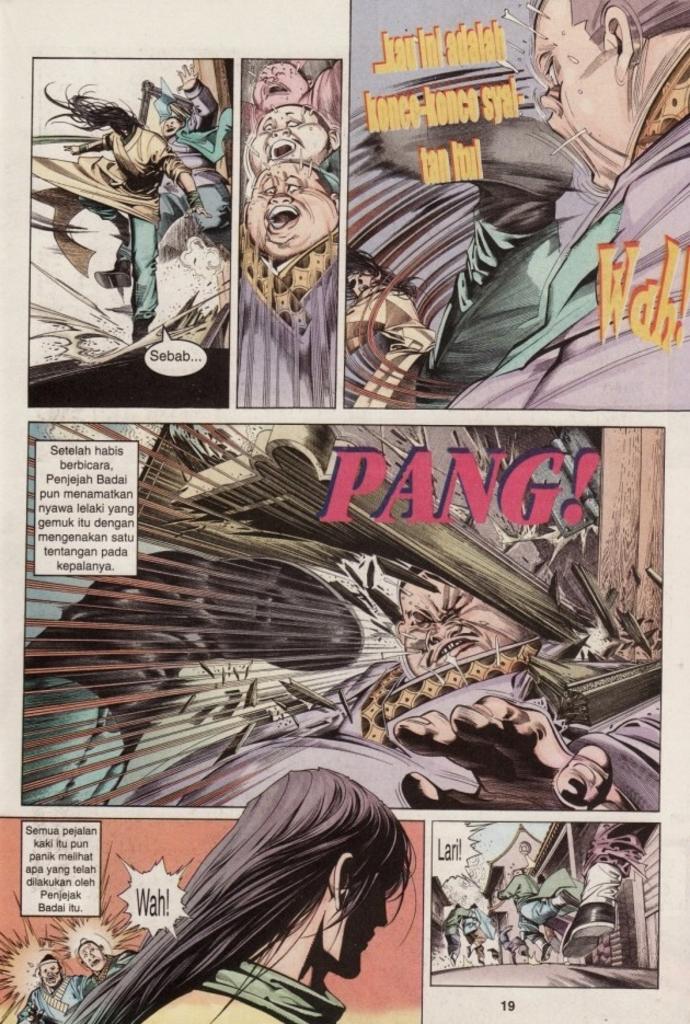 Sebab...
...kau ini adalah
konco-konco syai-
tan itu!
Wah!
PANG!
Setelah habis
berbicara,
Penjejah Badai
pun menamatkan
nyawa lelaki yang
gemuk itu dengan
mengenakan satu
tentangan pada
kepalanya.
Semua pejalan
kaki itu pun
panik melihat
apa yang telah
dilakukan oleh
Penjejak
Badai itu.
Wah!
Lari!
19